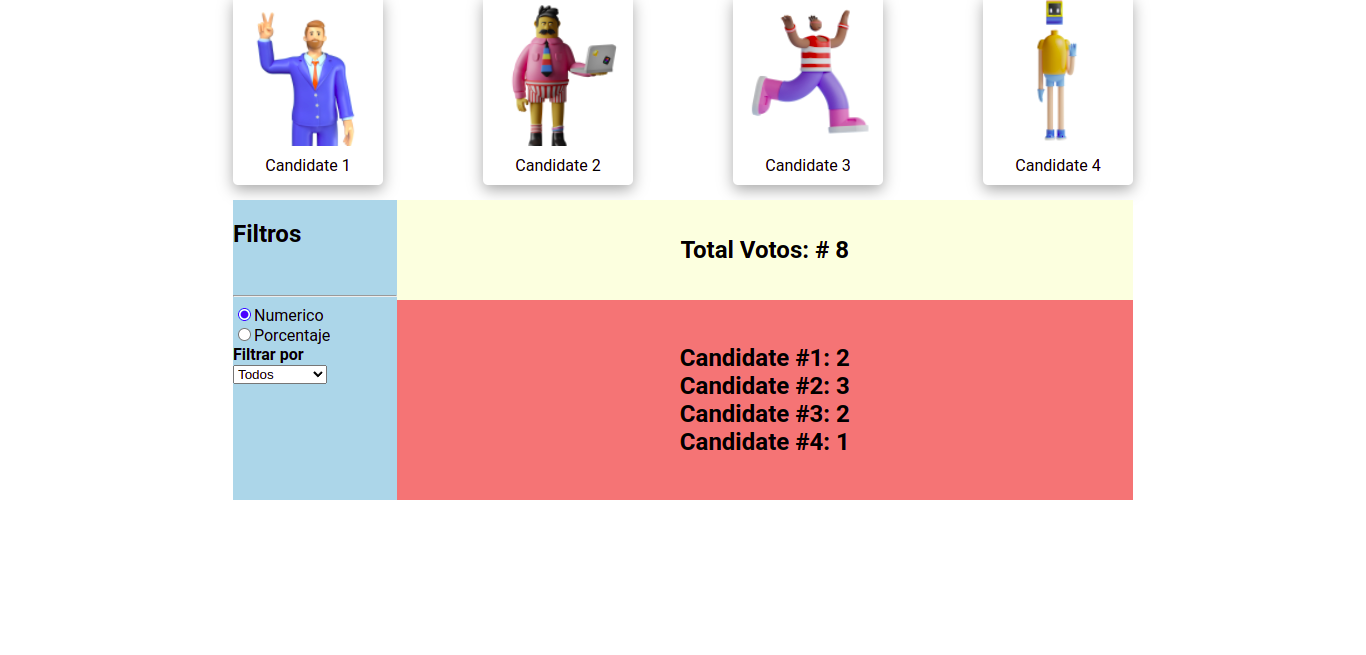 Candidate 1
Candidate 2
Candidate 3
Candidate 4
Filtros
Total Votos: # 8
Numerico
Porcentaje
Filtrar por
Todos
Candidate #1: 2
Candidate #2: 3
Candidate #3: 2
Candidate #4: 1